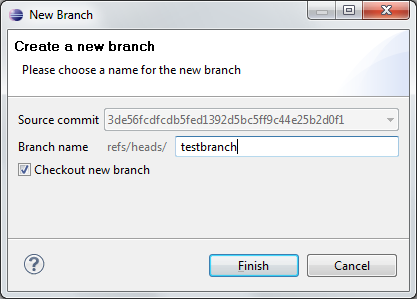 New Branch
Create a new branch
Please choose a name for the new branch
Source commit 3de56fcdfcdb5fed1392d5bc5ff9c44e25b2d0f1
Branch name refs/heads/ testbranch
Checkout new branch
? Finish Cancel